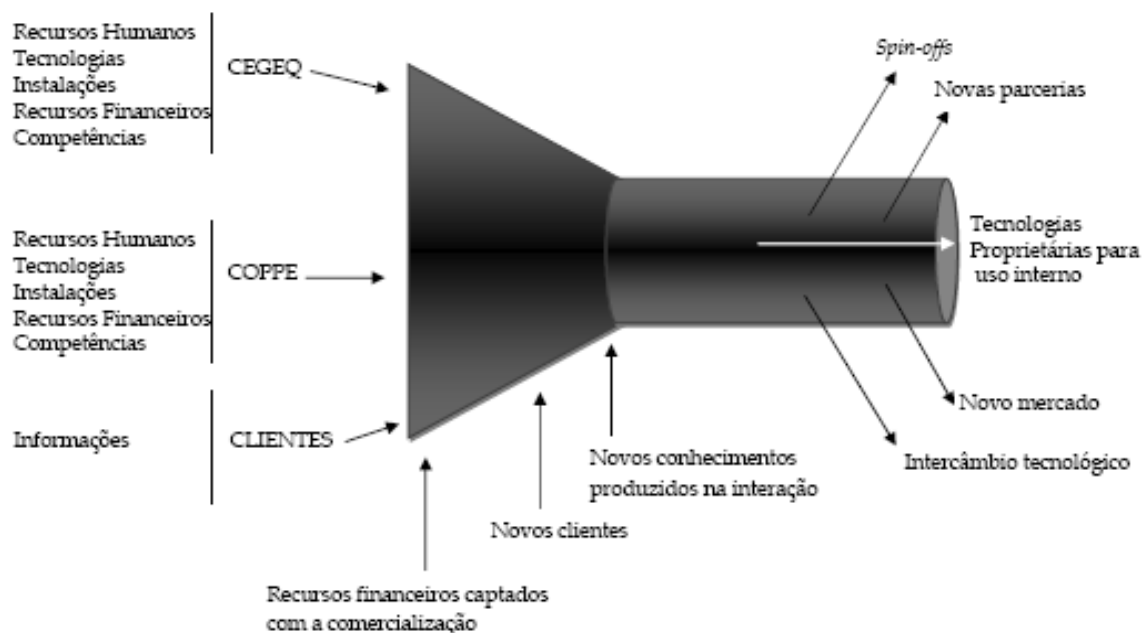 Recursos Humanos
Tecnologias
Instalações
Recursos Financeiros
Competências
CEGEQ
Recursos Humanos
Tecnologias
Instalações
Recursos Financeiros
Competências
COPPE
Informações
CLIENTES
Spin-offs
Novas parcerias
Tecnologias
Proprietárias para
uso interno
Novo mercado
Intercâmbio tecnológico
Novos conhecimentos
produzidos na interação
Novos clientes
Recursos financeiros captados
com a comercialização